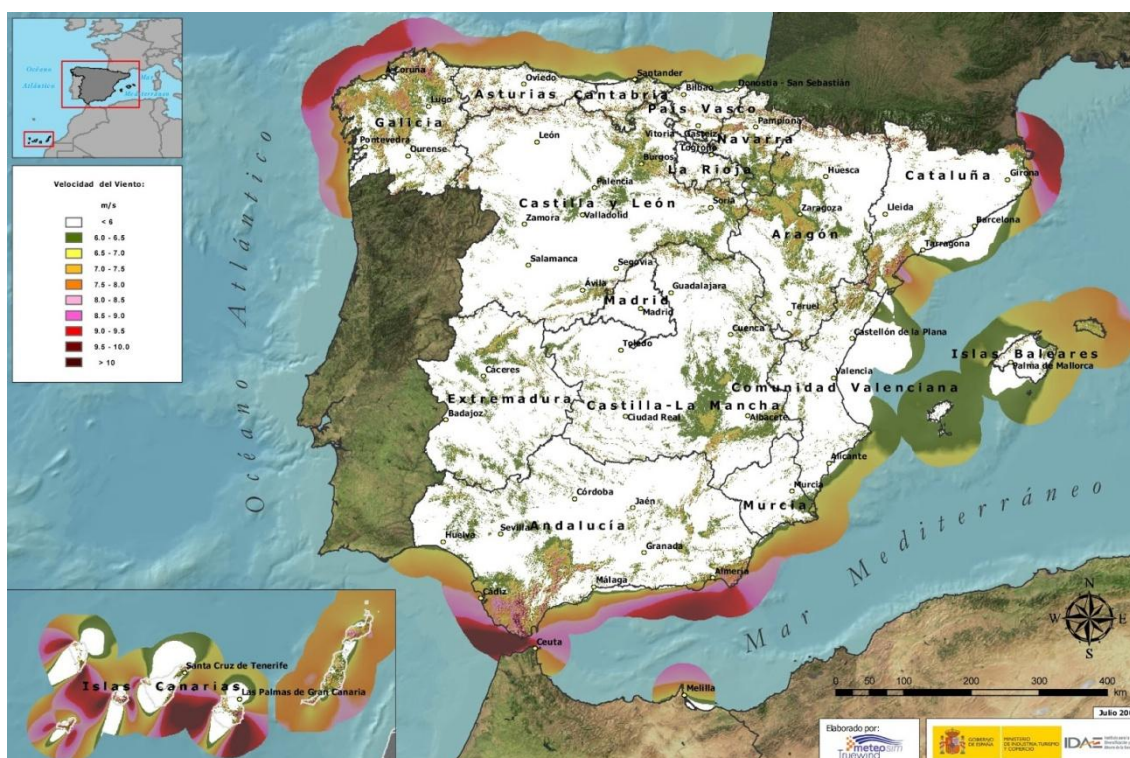 Océano
Atlántico
Mar
Mediterráneo
Velocidad del Viento:
m/s
< 6
6.0 - 6.5
6.5 - 7.0
7.0 - 7.5
7.5 - 8.0
8.0 - 8.5
8.5 - 9.0
9.0 - 9.5
9.5 - 10.0
> 10
Océano Atlántico
A Coruña
Lugo
Galicia
Pontevedra
Ourense
Oviedo
Asturias
Santander
Cantabria
Bilbao
Donostia - San Sebastián
País Vasco
Vitoria
Gasteiz
Pamplona
Navarra
Logroño
La Rioja
León
Burgos
Palencia
Castilla y León
Valladolid
Zamora
Soria
Salamanca
Segovia
Ávila
Huesca
Zaragoza
Aragón
Teruel
Cataluña
Girona
Lleida
Barcelona
Tarragona
Madrid
Madrid
Guadalajara
Cuenca
Toledo
Castilla-La Mancha
Ciudad Real
Albacete
Cáceres
Extremadura
Badajoz
Castellón de la Plana
Valencia
Comunidad Valenciana
Alicante
Islas Baleares
Palma de Mallorca
Murcia
Murcia
Córdoba
Jaén
Sevilla
Huelva
Andalucía
Granada
Málaga
Almería
Cádiz
Ceuta
Melilla
Mar Mediterráneo
Santa Cruz de Tenerife
Islas Canarias
Las Palmas de Gran Canaria
N
W E
S
0 50 100 200 300 400
km
Julio 20
Elaborado por:
meteosim
Truewind
GOBIERNO
DE ESPAÑA
MINISTERIO
DE INDUSTRIA, TURISMO
Y COMERCIO
IDAE